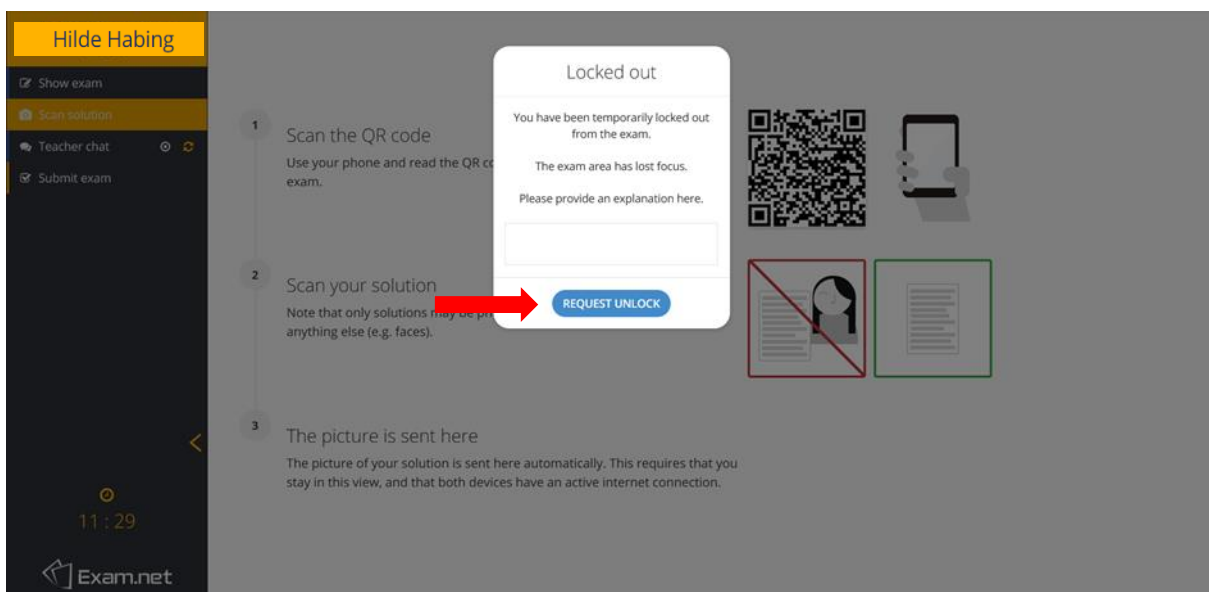 Hilde Habing
Show exam
Scan solution
Teacher chat
Submit exam
11 : 29
Exam.net
1
Scan the QR code
Use your phone and read the QR
exam.
2
Scan your solution
Note that only solutions may be
anything else (e.g. faces).
3
The picture is sent here
The picture of your solution is sent here automatically. This requires that you
stay in this view, and that both devices have an active internet connection.
Locked out
You have been temporarily locked out
from the exam.
The exam area has lost focus.
Please provide an explanation here.
REQUEST UNLOCK